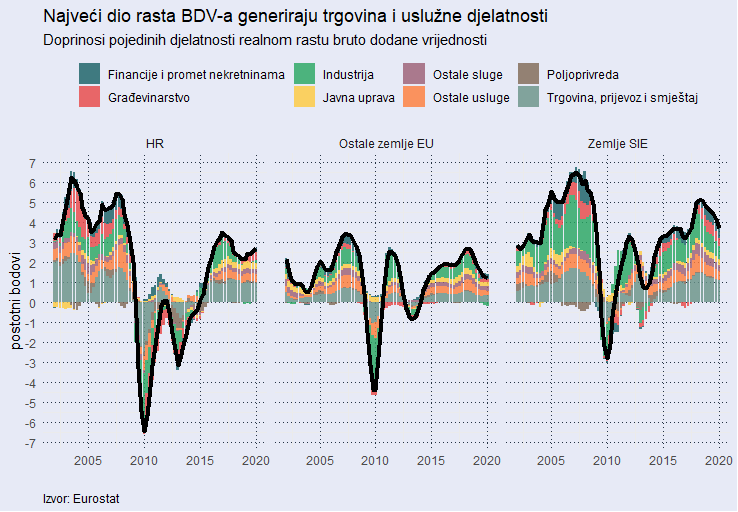 Najveći dio rasta BDV-a generiraju trgovina i uslužne djelatnosti
Doprinosi pojedinih djelatnosti realnom rastu bruto dodane vrijednosti
Financije i promet nekretninama Industrija Ostale sluge Poljoprivreda
Građevinarstvo Javna uprava Ostale usluge Trgovina, prijevoz i smještaj
HR Ostale zemlje EU Zemlje SIE
postotni bodovi
7
6
5
4
3
2
1
0
-1
-2
-3
-4
-5
-6
-7
2005 2010 2015 2020 2005 2010 2015 2020 2005 2010 2015 2020
Izvor: Eurostat